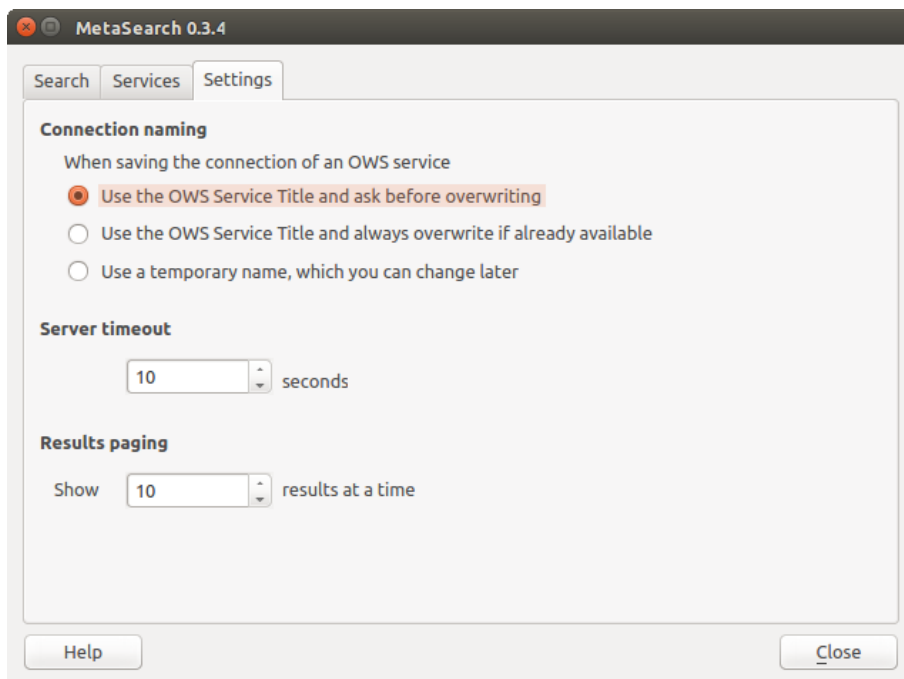 MetaSearch 0.3.4
Search Services Settings
Connection naming
When saving the connection of an OWS service
Use the OWS Service Title and ask before overwriting
Use the OWS Service Title and always overwrite if already available
Use a temporary name, which you can change later
Server timeout
10 seconds
Results paging
Show 10 results at a time
Help Close